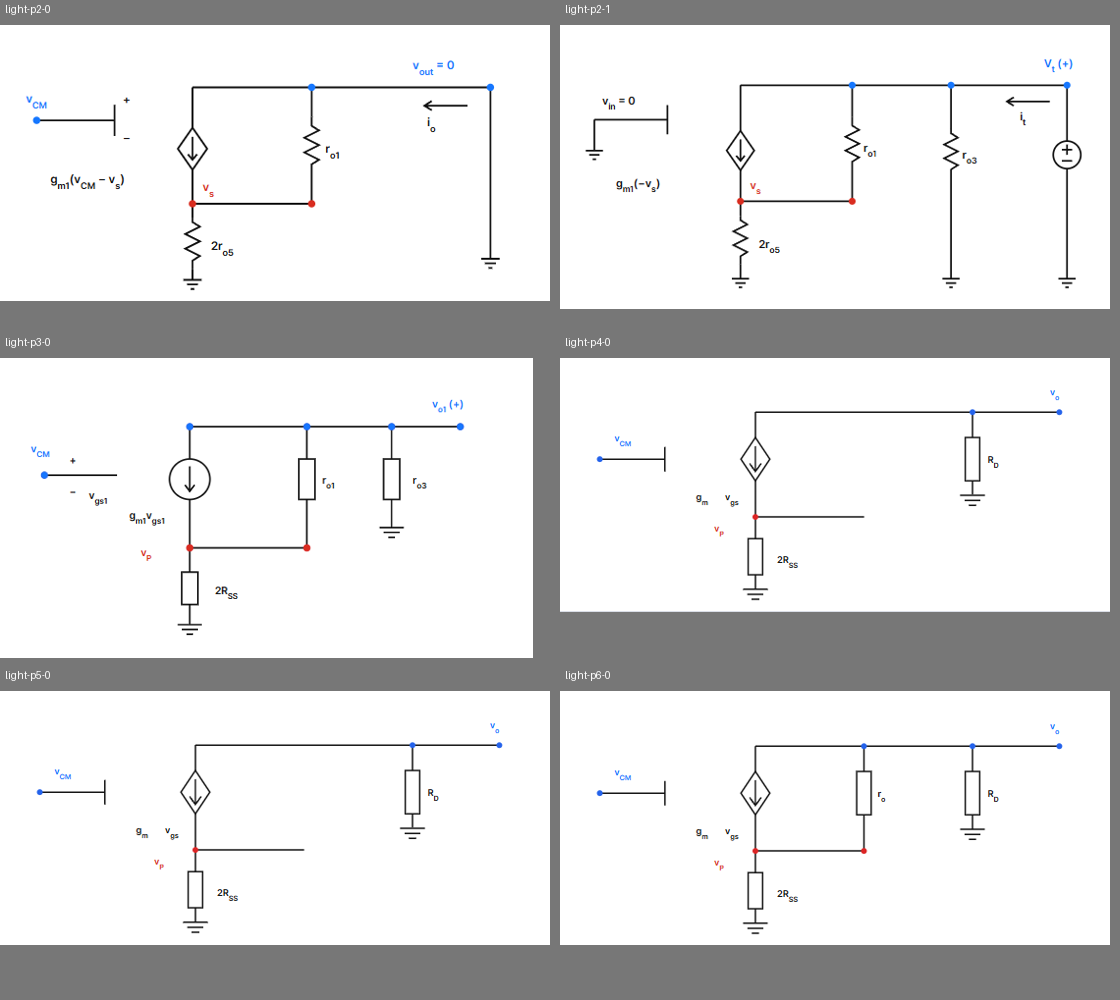 light-p2-0
v_out = 0
v_CM
+
−
i_o
r_o1
g_m1(v_CM − v_s)
v_s
2r_o5
light-p2-1
V_t (+)
v_in = 0
i_t
r_o1
r_o3
+
−
g_m1(−v_s)
v_s
2r_o5
light-p3-0
v_o1 (+)
v_CM
+
−
v_gs1
r_o1
r_o3
g_m1v_gs1
v_P
2R_SS
light-p4-0
v_o
v_CM
R_D
g_m v_gs
v_P
2R_SS
light-p5-0
v_o
v_CM
R_D
g_m v_gs
v_P
2R_SS
light-p6-0
v_o
v_CM
r_o
R_D
g_m v_gs
v_P
2R_SS